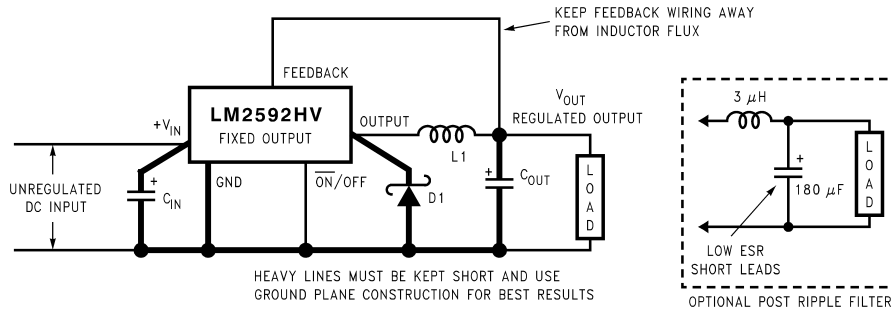 KEEP FEEDBACK WIRING AWAY
FROM INDUCTOR FLUX
FEEDBACK
LM2592HV
FIXED OUTPUT
+VIN
OUTPUT
VOUT
REGULATED OUTPUT
L1
UNREGULATED
DC INPUT
+
CIN
GND
ON/OFF
D1
+
COUT
LOAD
HEAVY LINES MUST BE KEPT SHORT AND USE
GROUND PLANE CONSTRUCTION FOR BEST RESULTS
3 μH
+
180 μF
LOAD
LOW ESR
SHORT LEADS
OPTIONAL POST RIPPLE FILTER